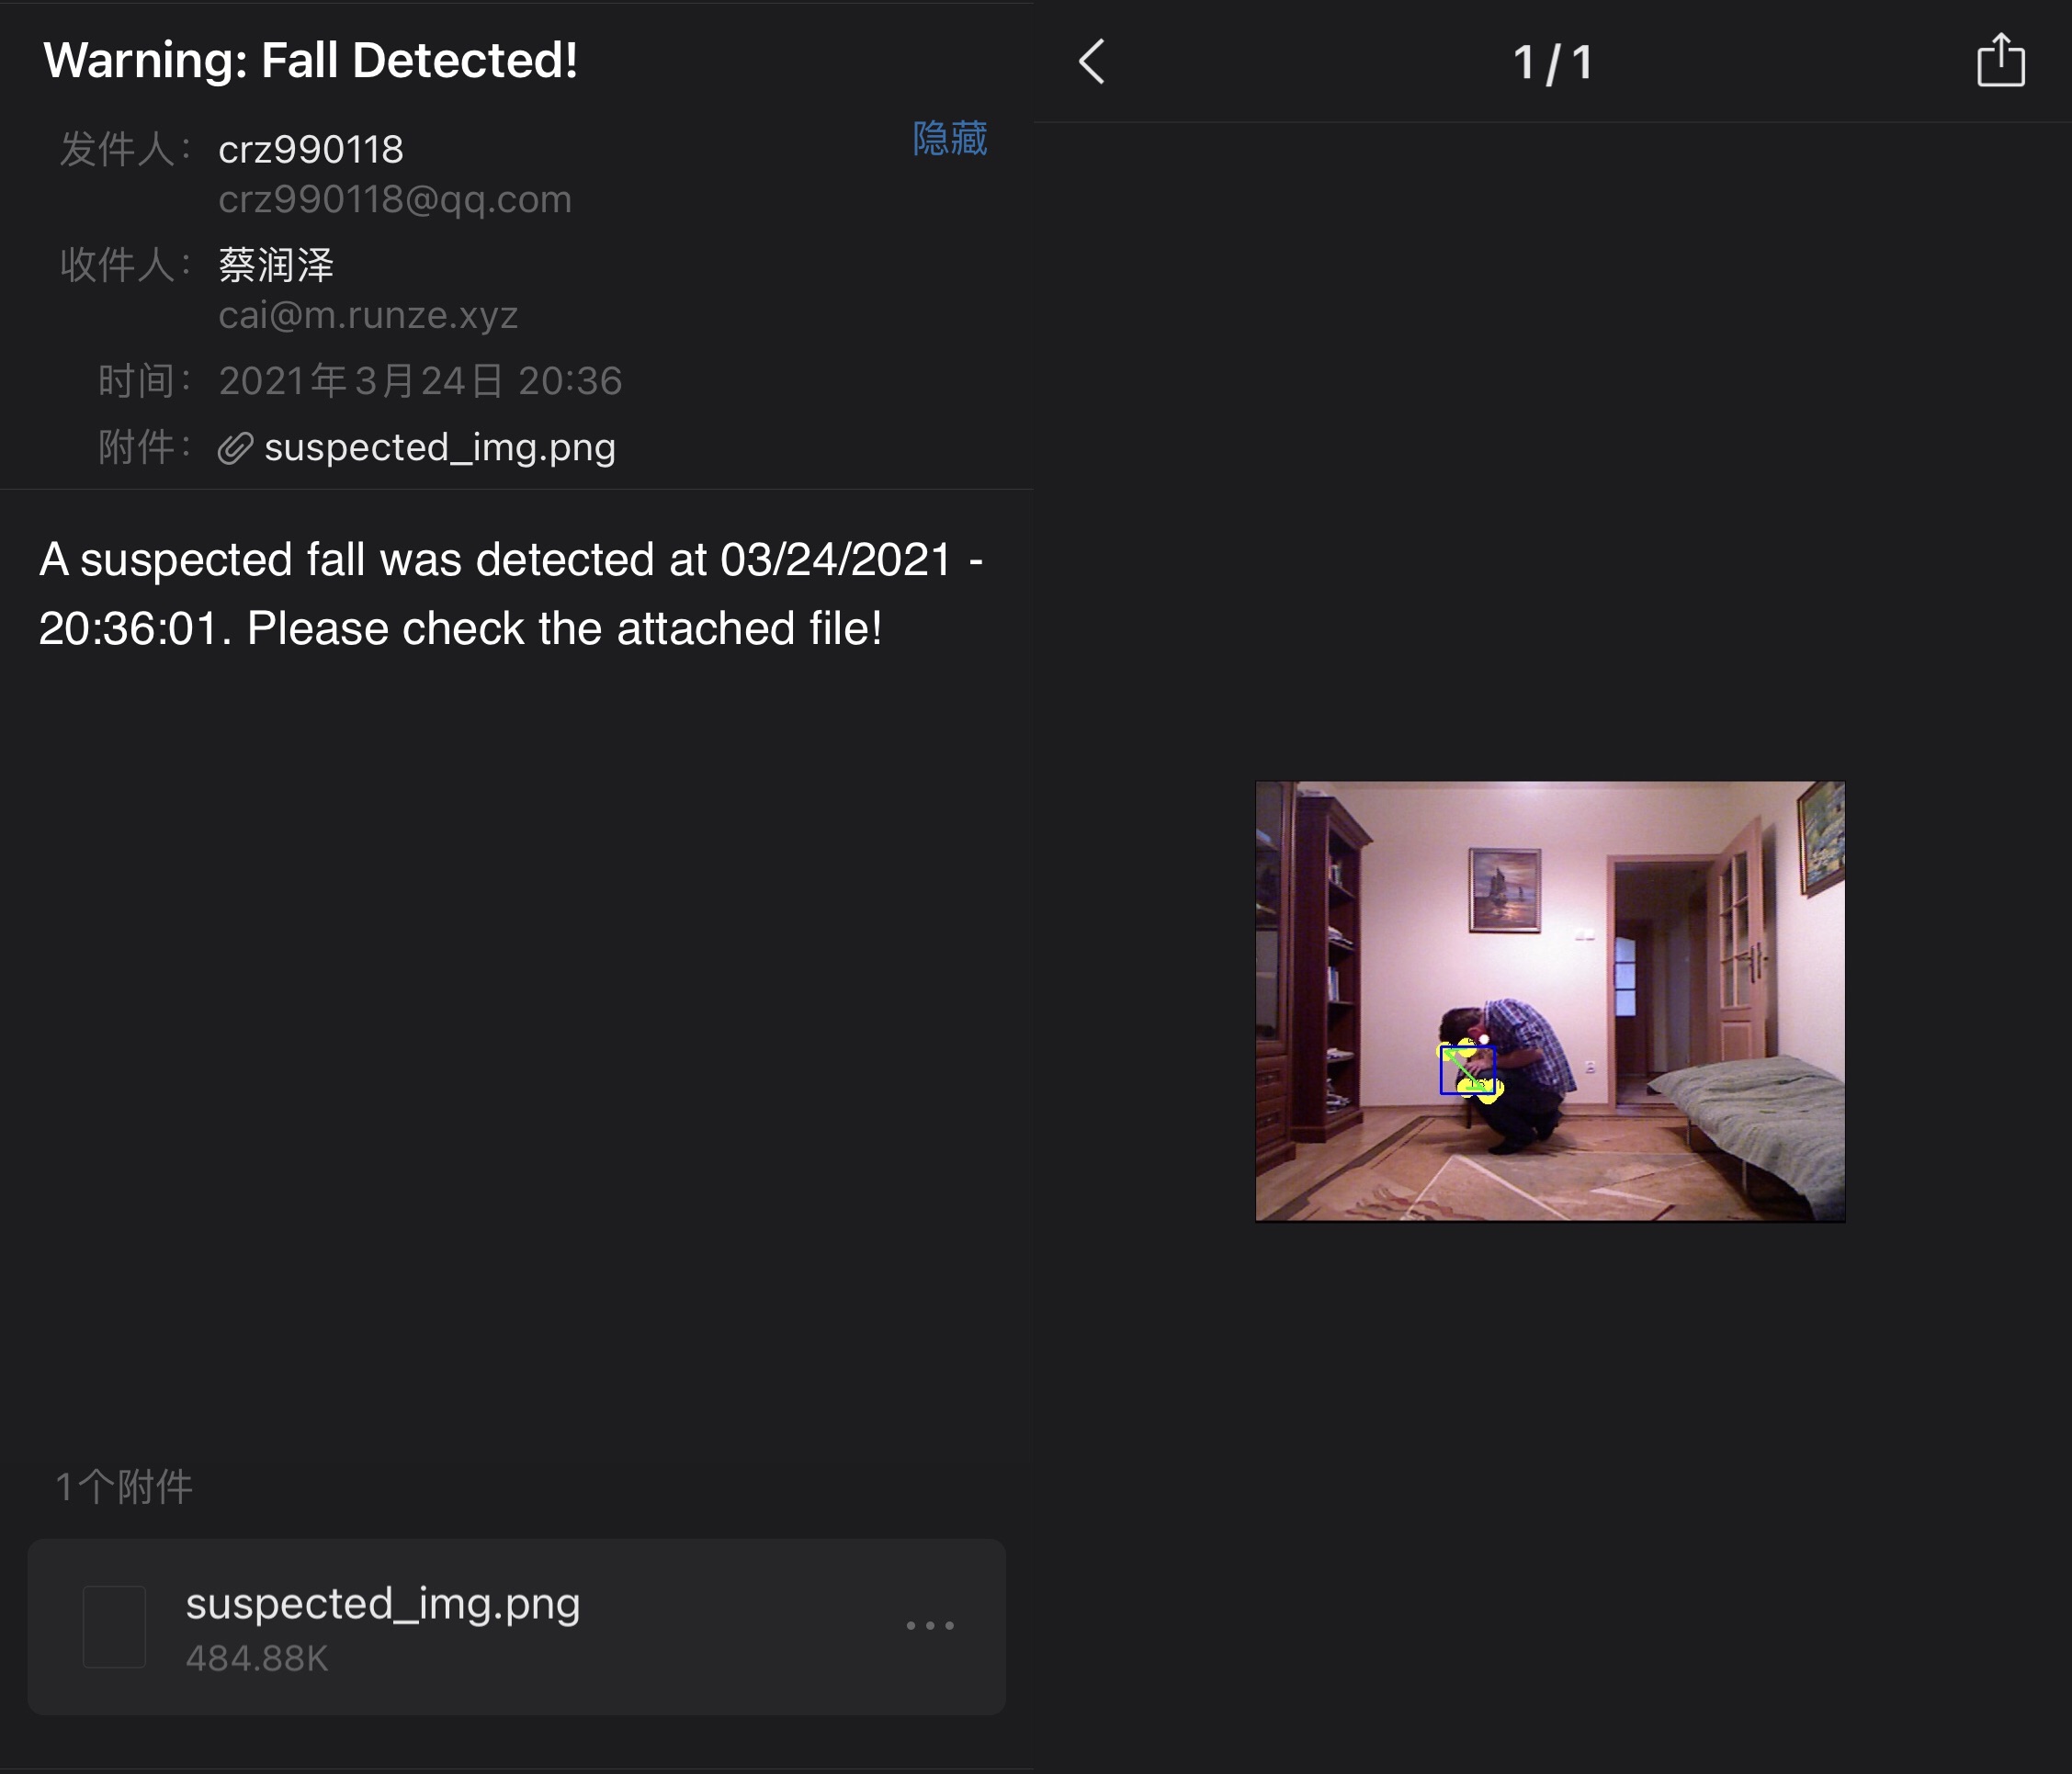 Warning: Fall Detected!
发件人： crz990118
隐藏
crz990118@qq.com
收件人： 蔡润泽
cai@m.runze.xyz
时间： 2021年3月24日 20:36
附件： suspected_img.png
A suspected fall was detected at 03/24/2021 -
20:36:01. Please check the attached file!
1个附件
suspected_img.png
484.88K
1 / 1